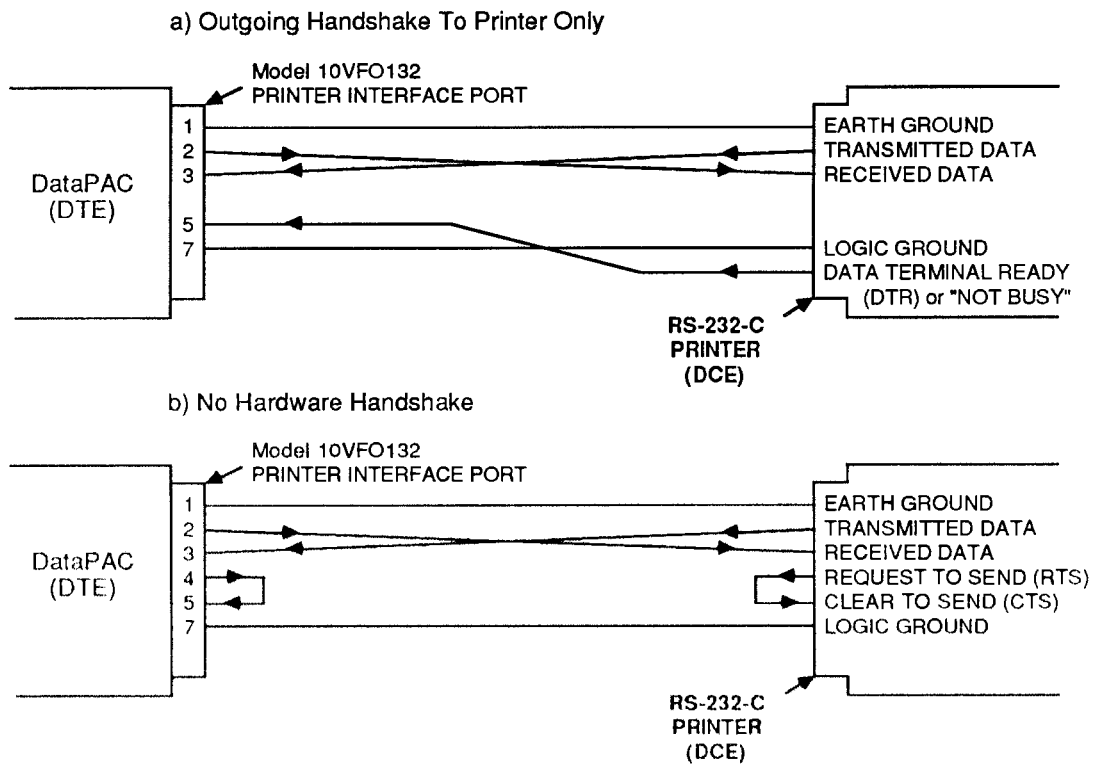 a) Outgoing Handshake To Printer Only
Model 10VFO132
PRINTER INTERFACE PORT
DataPAC
(DTE)
1
2
3
5
7
EARTH GROUND
TRANSMITTED DATA
RECEIVED DATA
LOGIC GROUND
DATA TERMINAL READY
(DTR) or "NOT BUSY"
RS-232-C
PRINTER
(DCE)
b) No Hardware Handshake
Model 10VFO132
PRINTER INTERFACE PORT
DataPAC
(DTE)
1
2
3
4
5
7
EARTH GROUND
TRANSMITTED DATA
RECEIVED DATA
REQUEST TO SEND (RTS)
CLEAR TO SEND (CTS)
LOGIC GROUND
RS-232-C
PRINTER
(DCE)